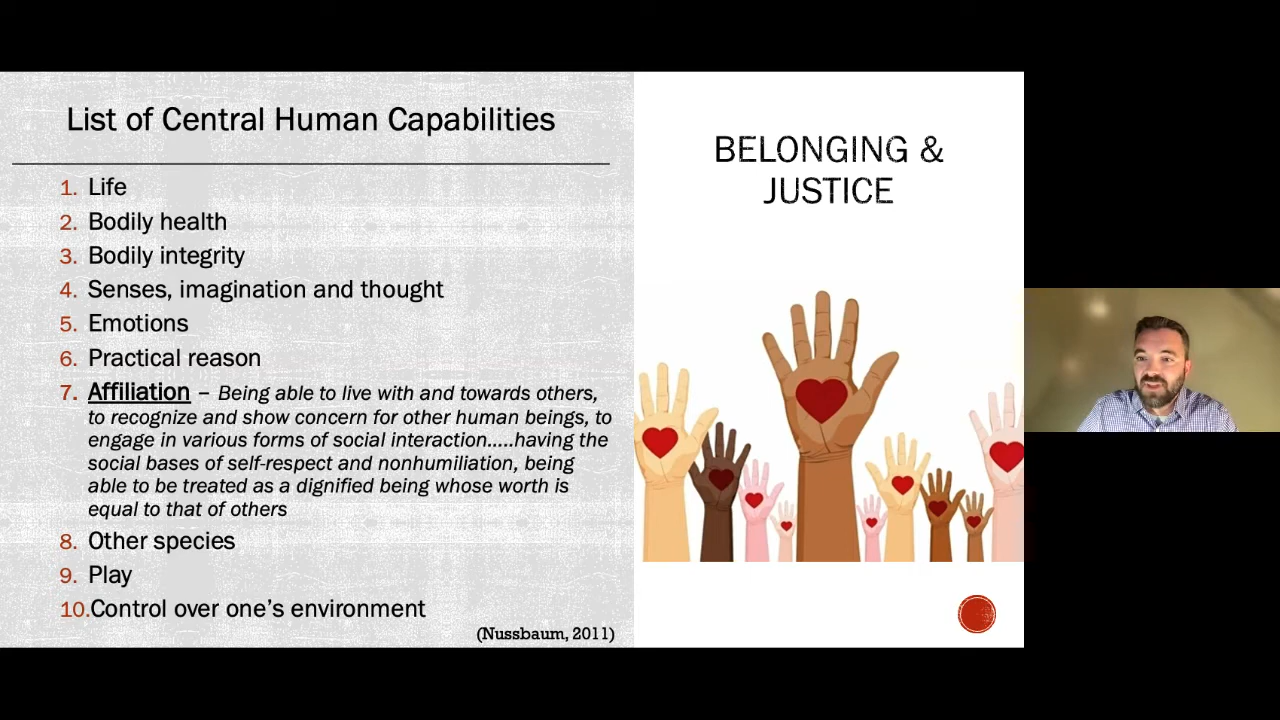 List of Central Human Capabilities
1. Life
2. Bodily health
3. Bodily integrity
4. Senses, imagination and thought
5. Emotions
6. Practical reason
7. Affiliation – Being able to live with and towards others,
to recognize and show concern for other human beings, to
engage in various forms of social interaction…..having the
social bases of self-respect and nonhumiliation, being
able to be treated as a dignified being whose worth is
equal to that of others
8. Other species
9. Play
10.Control over one’s environment
(Nussbaum, 2011)
BELONGING &
JUSTICE